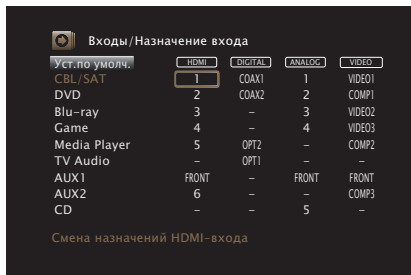 Входы/Назначение входа
Уст.по умолч. HDMI DIGITAL ANALOG VIDEO
CBL/SAT 1 COAX1 1 VIDEO1
DVD 2 COAX2 2 COMP1
Blu-ray 3 – 3 VIDEO2
Game 4 – 4 VIDEO3
Media Player 5 OPT2 – COMP2
TV Audio – OPT1 – –
AUX1 FRONT – FRONT FRONT
AUX2 6 – – COMP3
CD – – 5 –
Смена назначений HDMI-входа